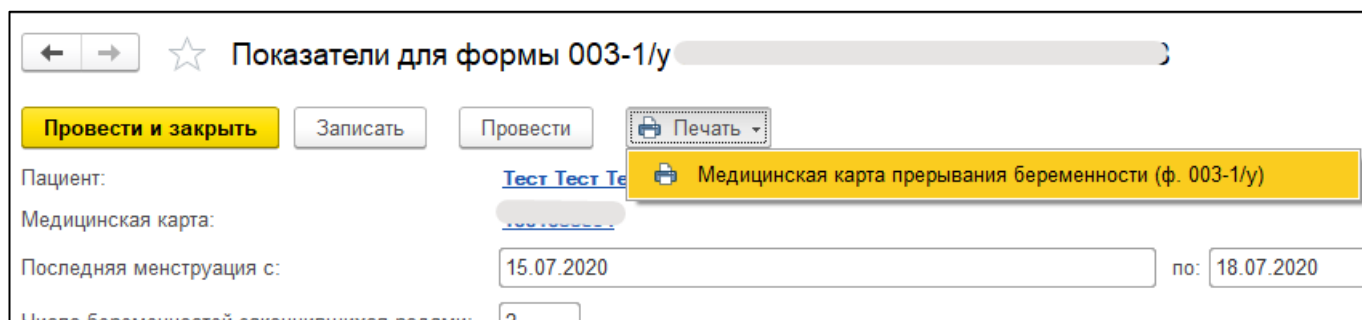 Показатели для формы 003-1/у
Провести и закрыть Записать Провести Печать
Медицинская карта прерывания беременности (ф. 003-1/у)
Пациент: Тест Тест
Медицинская карта:
Последняя менструация с: 15.07.2020 по: 18.07.2020